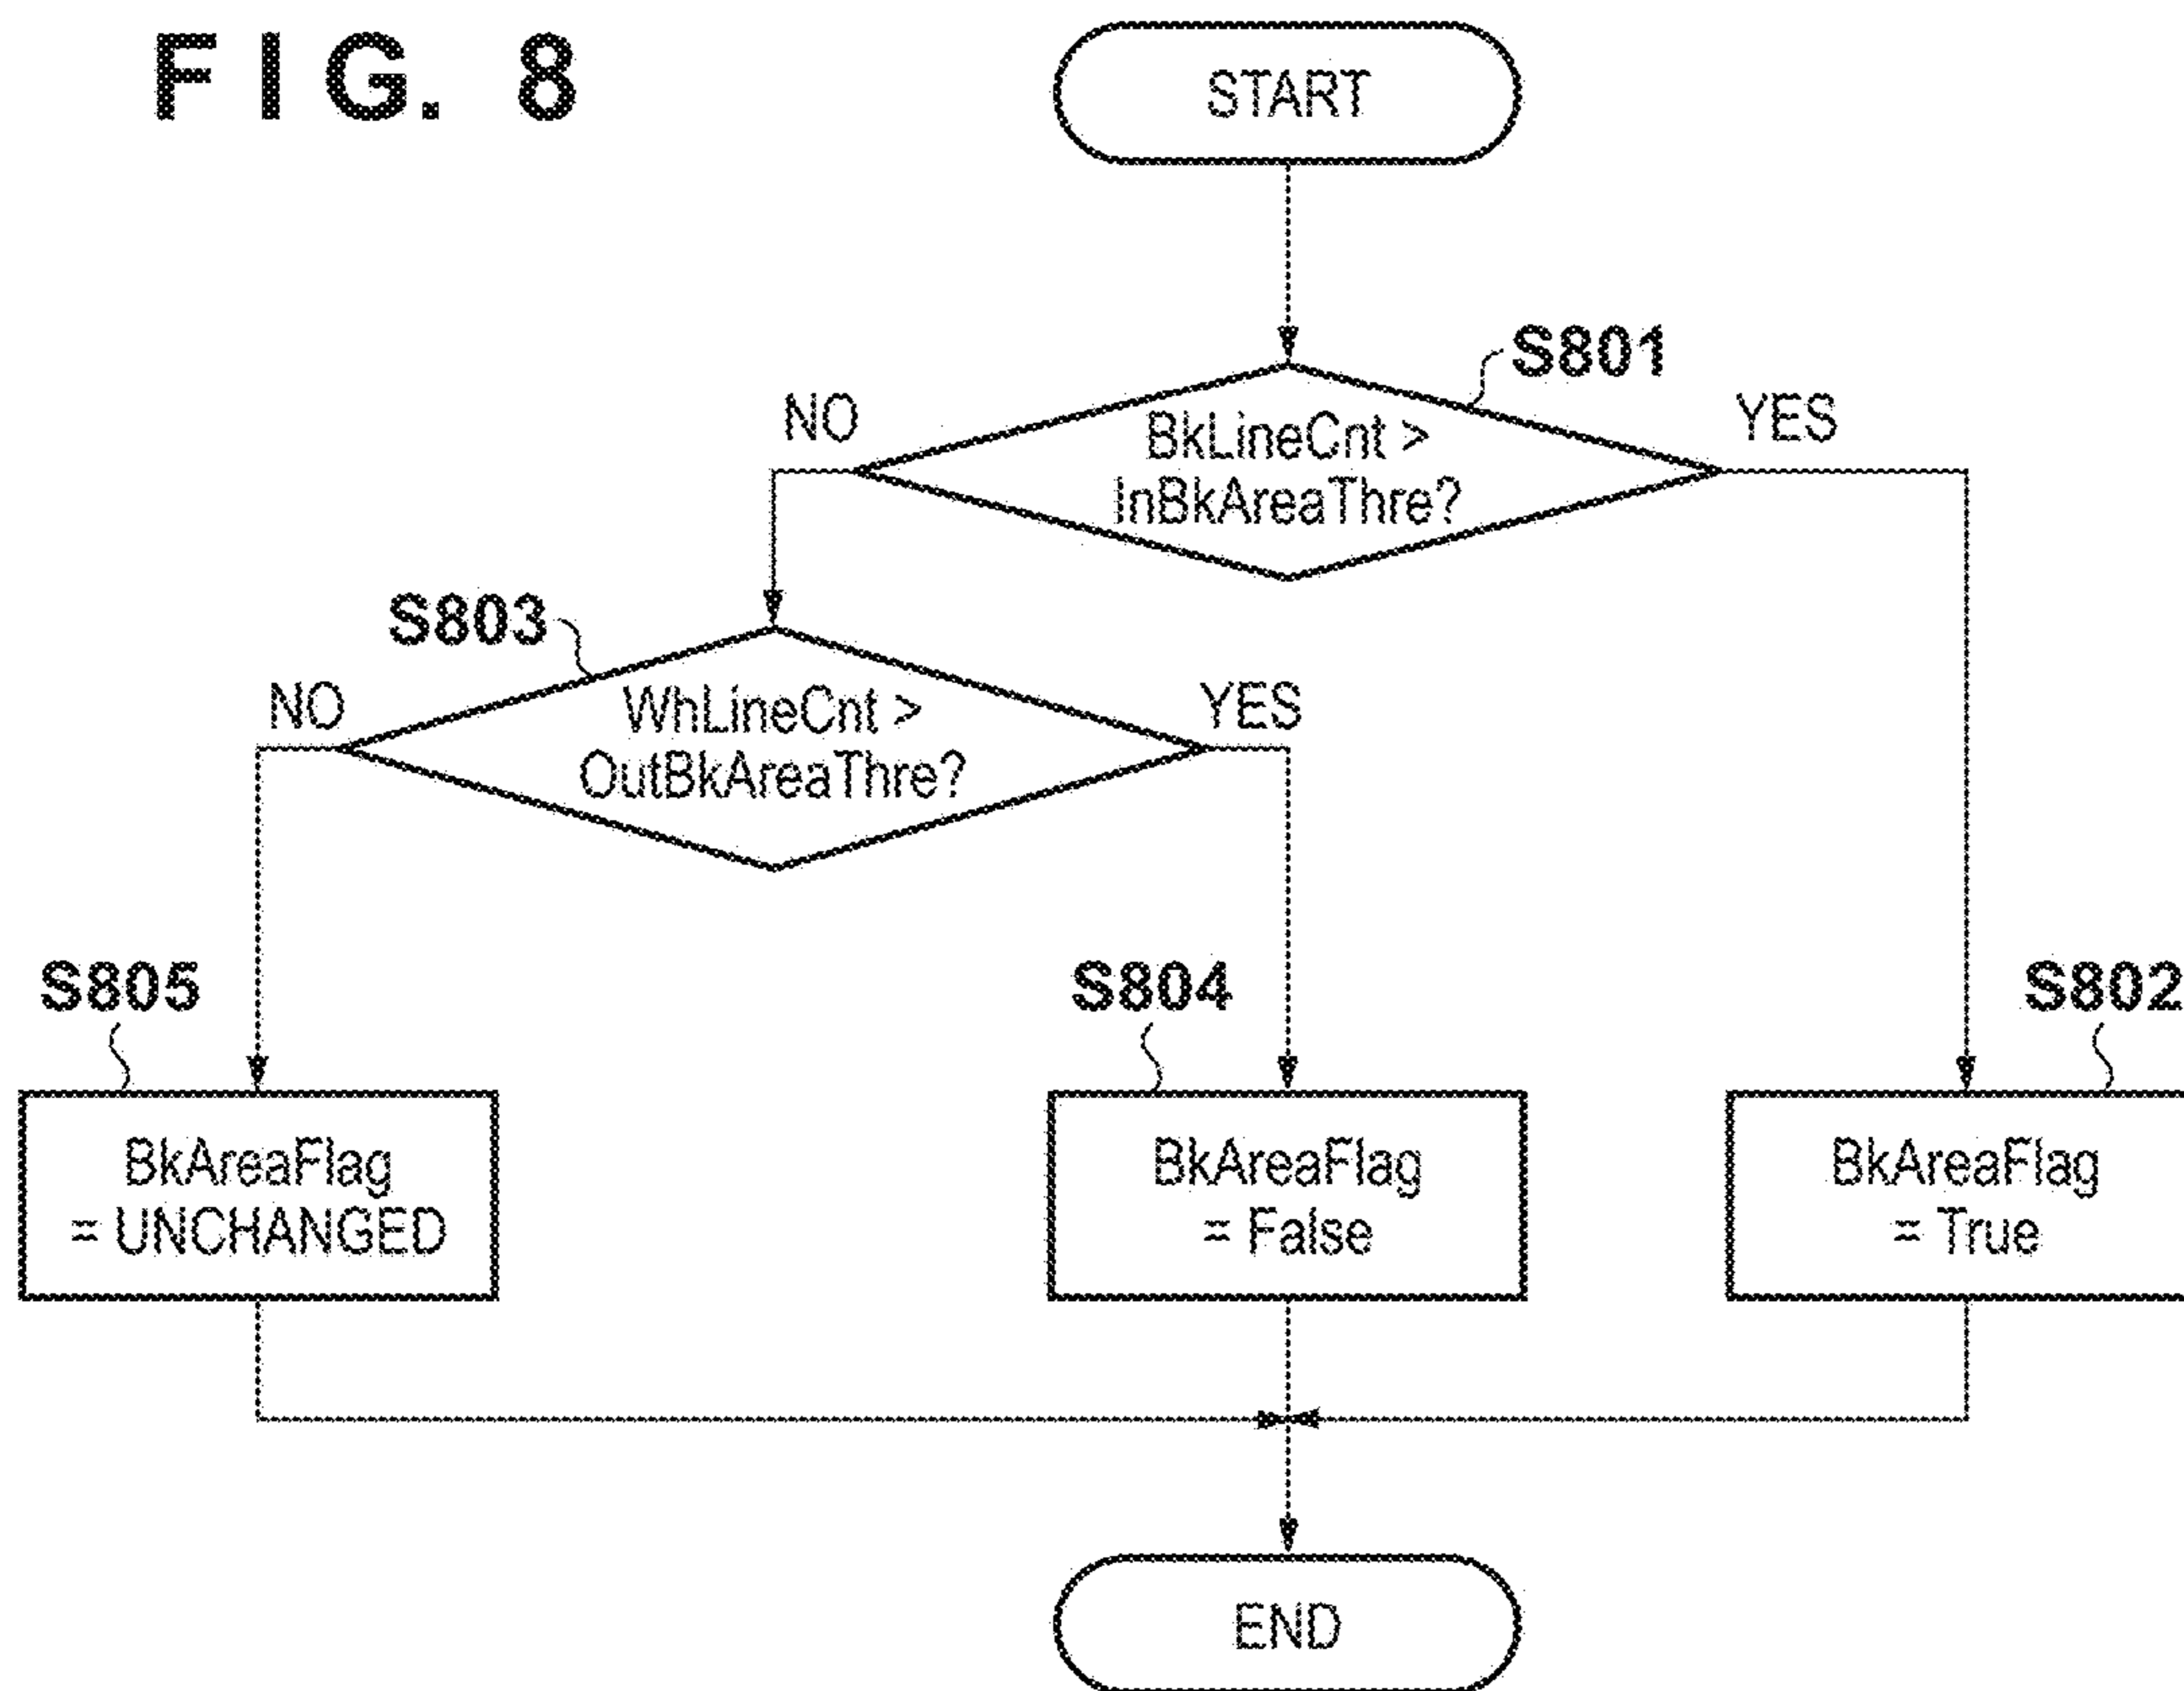 FIG. 8
START
S801
NO
YES
BkLineCnt >
InBkAreaThre?
S803
NO
YES
WhLineCnt >
OutBkAreaThre?
S805
S804
S802
BkAreaFlag
= UNCHANGED
BkAreaFlag
= False
BkAreaFlag
= True
END